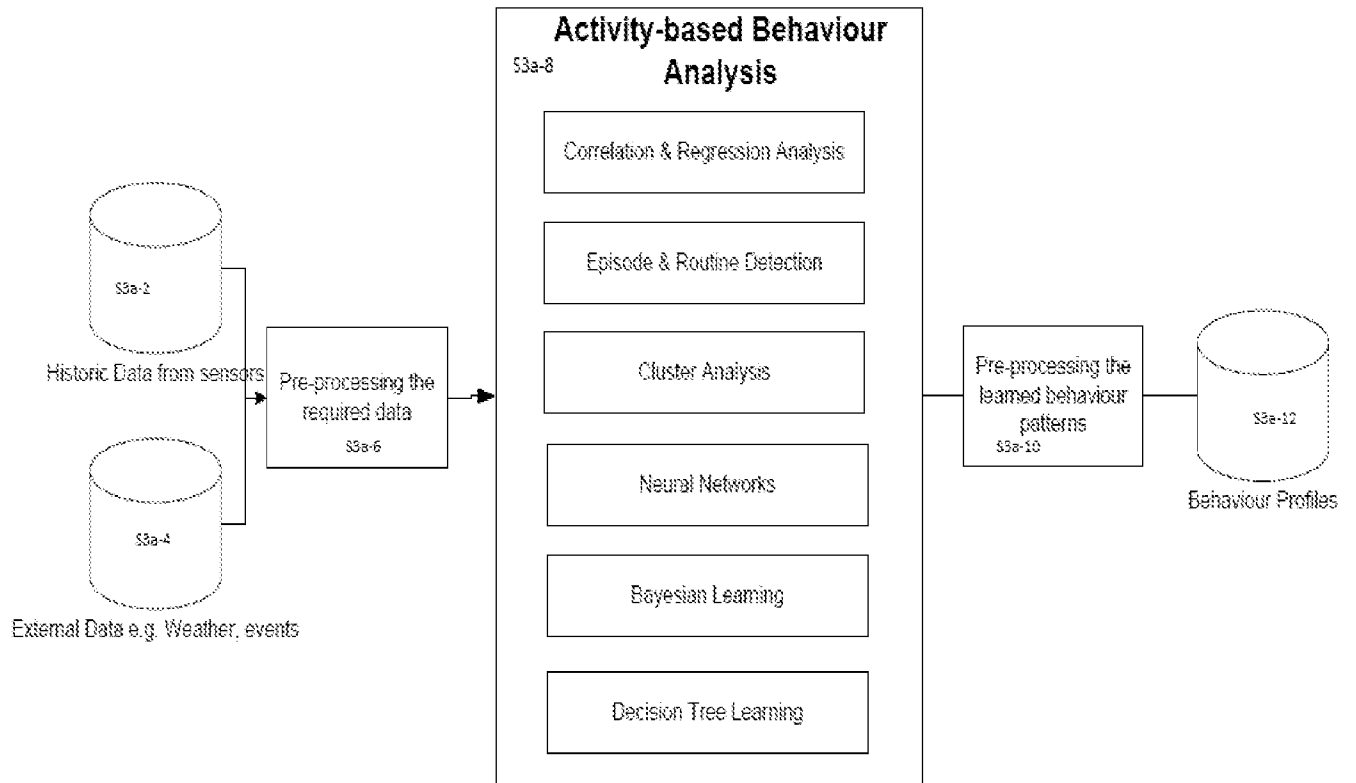 Activity-based Behaviour
Analysis
S3a-8
Correlation & Regression Analysis
Episode & Routine Detection
Cluster Analysis
Neural Networks
Bayesian Learning
Decision Tree Learning
S3a-2
Historic Data from sensors
S3a-4
External Data e.g. Weather, events
Pre-processing the
required data
S3a-6
Pre-processing the
learned behaviour
patterns
S3a-10
S3a-12
Behaviour Profiles